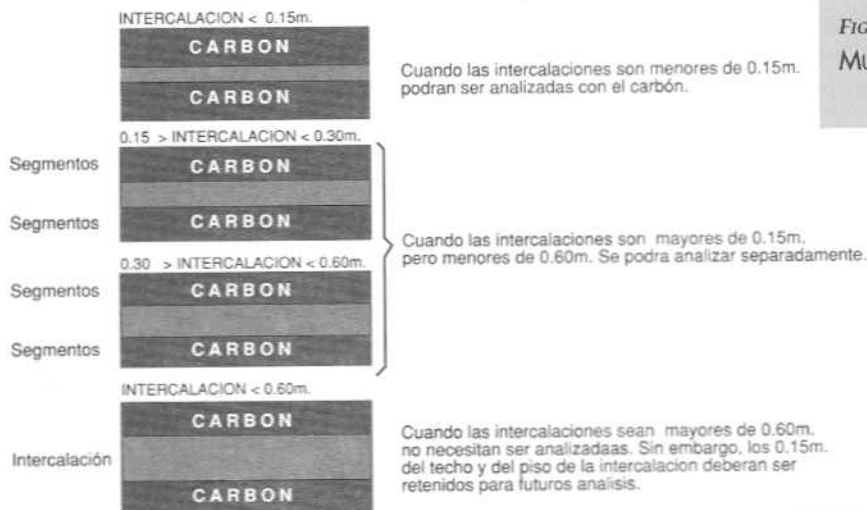 INTERCALACION < 0.15m.
CARBON
CARBON
Cuando las intercalaciones son menores de 0.15m.
podran ser analizadas con el carbón.
FIG
MU
0.15 > INTERCALACION < 0.30m.
Segmentos
CARBON
Segmentos
CARBON
Cuando las intercalaciones son mayores de 0.15m.
pero menores de 0.60m. Se podra analizar separadamente.
0.30 > INTERCALACION < 0.60m.
Segmentos
CARBON
Segmentos
CARBON
INTERCALACION < 0.60m.
CARBON
Intercalación
CARBON
Cuando las intercalaciones sean mayores de 0.60m.
no necesitan ser analizadaas. Sin embargo, los 0.15m.
del techo y del piso de la intercalacion deberan ser
retenidos para futuros analisis.